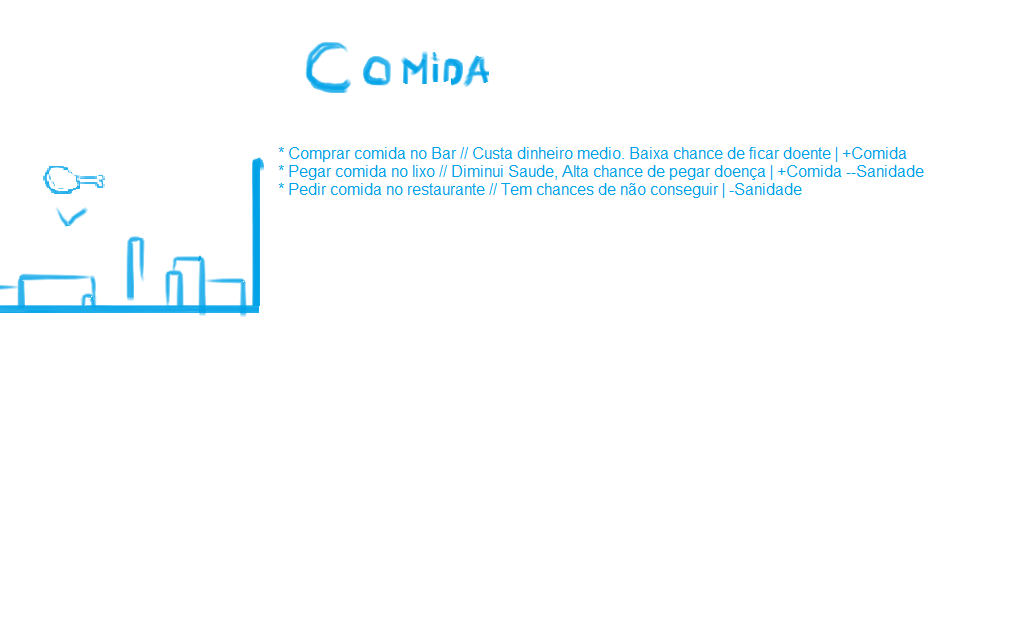 COMiDA
* Comprar comida no Bar // Custa dinheiro medio. Baixa chance de ficar doente | +Comida
* Pegar comida no lixo // Diminui Saude, Alta chance de pegar doença | +Comida --Sanidade
* Pedir comida no restaurante // Tem chances de não conseguir | -Sanidade